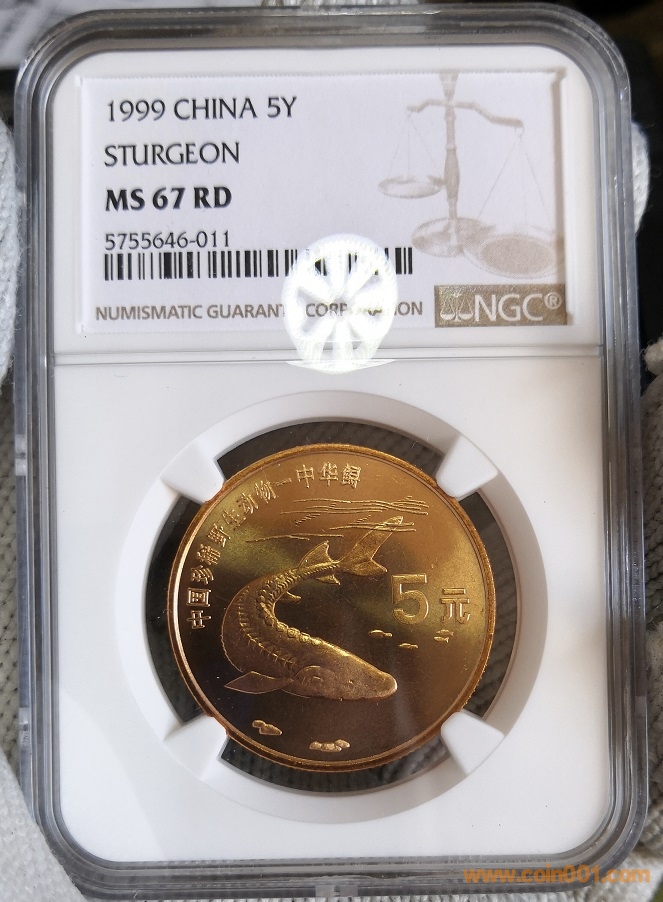 1999 CHINA 5Y
STURGEON
MS 67 RD
5755646-011
NUMISMATIC GUARANTY CORPORATION
NGC®
中国珍稀野生动物—中华鲟
5元
www.coin001.com